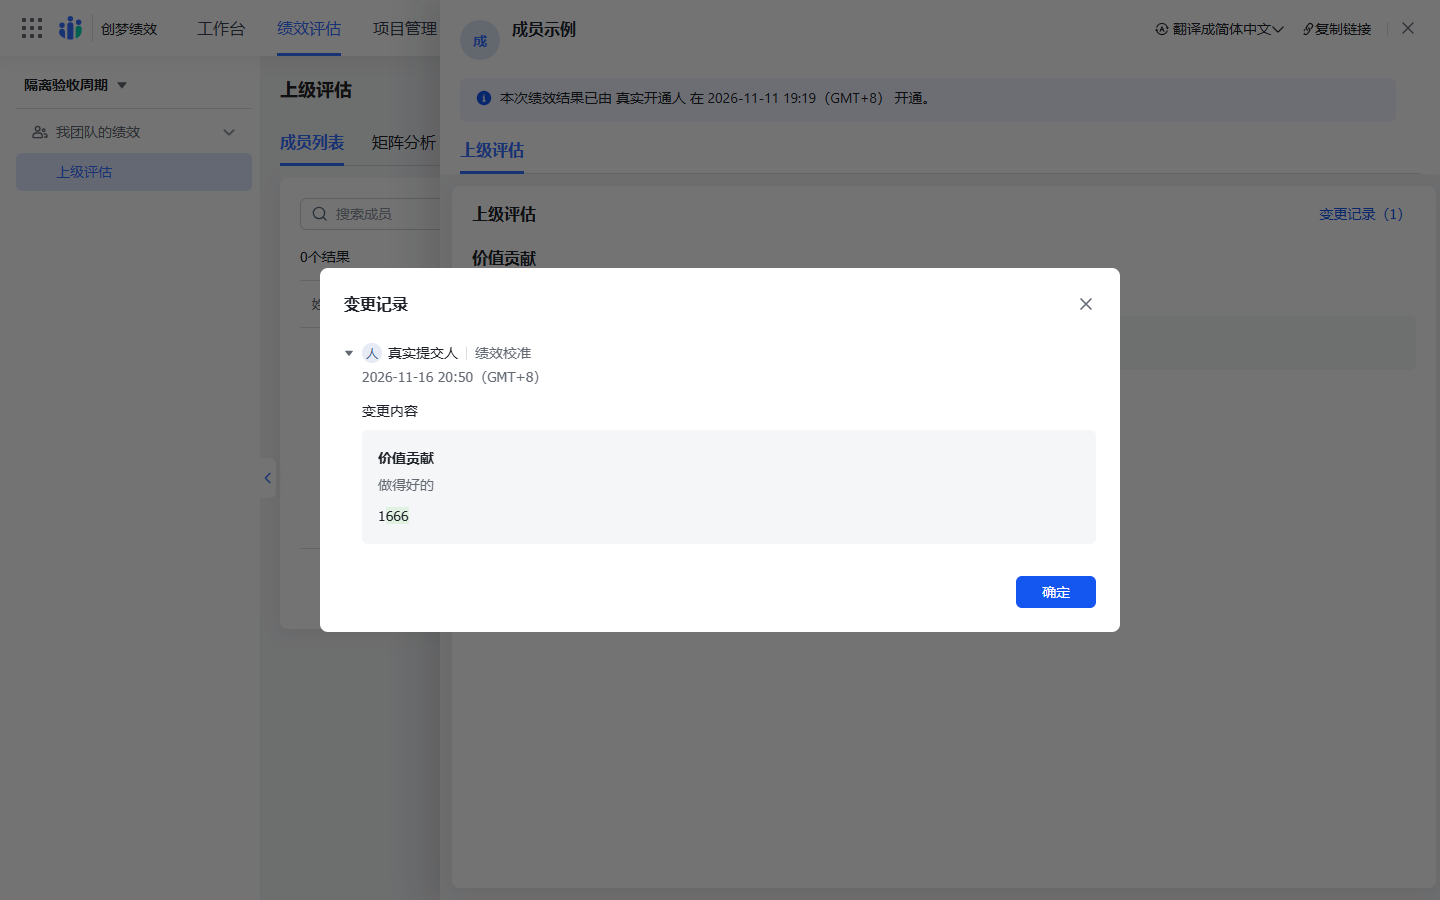 创梦绩效
工作台
绩效评估
项目管理
隔离验收周期
我团队的绩效
上级评估
上级评估
成员列表
矩阵分析
搜索成员
0个结果
成
成员示例
翻译成简体中文
复制链接
本次绩效结果已由 真实开通人 在 2026-11-11 19:19（GMT+8） 开通。
上级评估
上级评估
变更记录（1）
价值贡献
变更记录
人 真实提交人 绩效校准
2026-11-16 20:50（GMT+8）
变更内容
价值贡献
做得好的
1666
确定